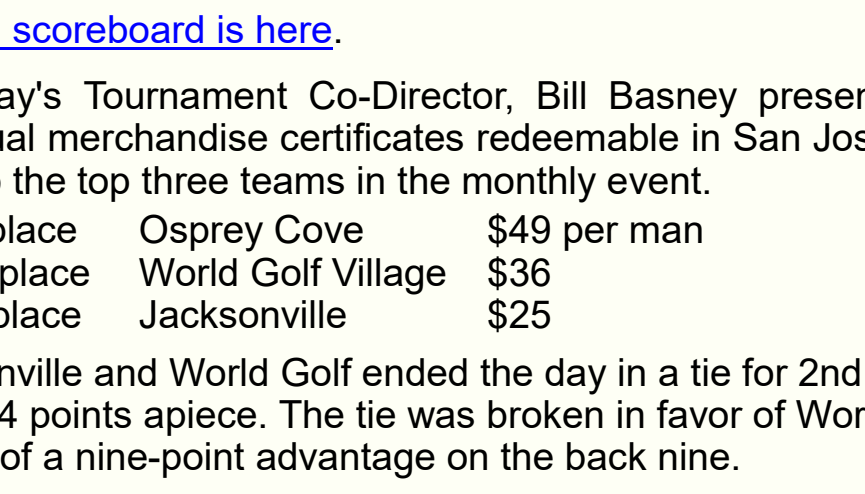 scoreboard is here.
ay's Tournament Co-Director, Bill Basney presen
ual merchandise certificates redeemable in San Jos
the top three teams in the monthly event.
place Osprey Cove $49 per man
place World Golf Village $36
place Jacksonville $25
nville and World Golf ended the day in a tie for 2nd
4 points apiece. The tie was broken in favor of Wor
of a nine-point advantage on the back nine.